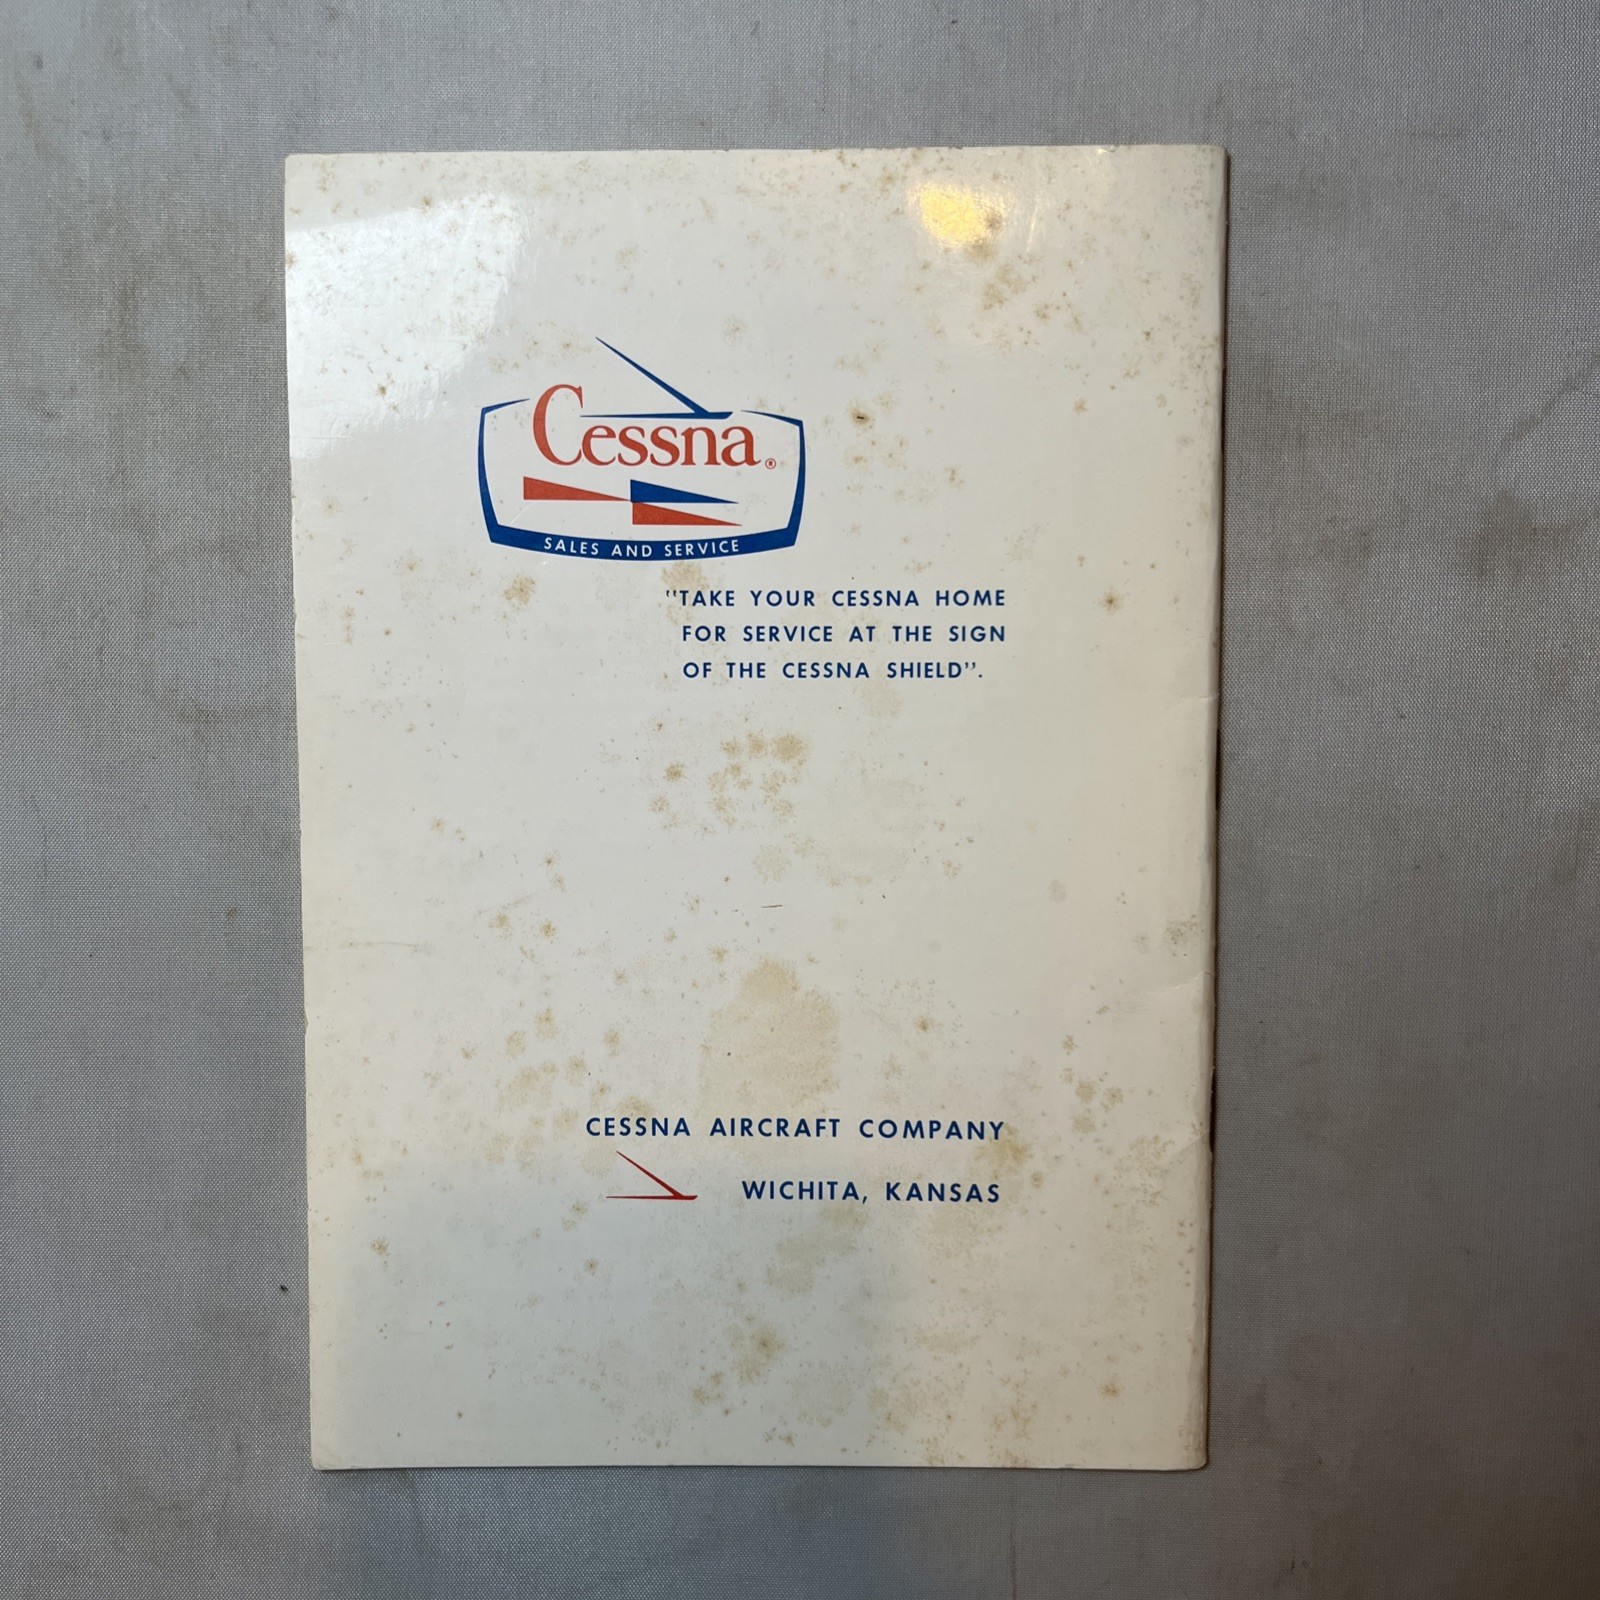 Cessna®
SALES AND SERVICE
"TAKE YOUR CESSNA HOME
FOR SERVICE AT THE SIGN
OF THE CESSNA SHIELD".
CESSNA AIRCRAFT COMPANY
WICHITA, KANSAS